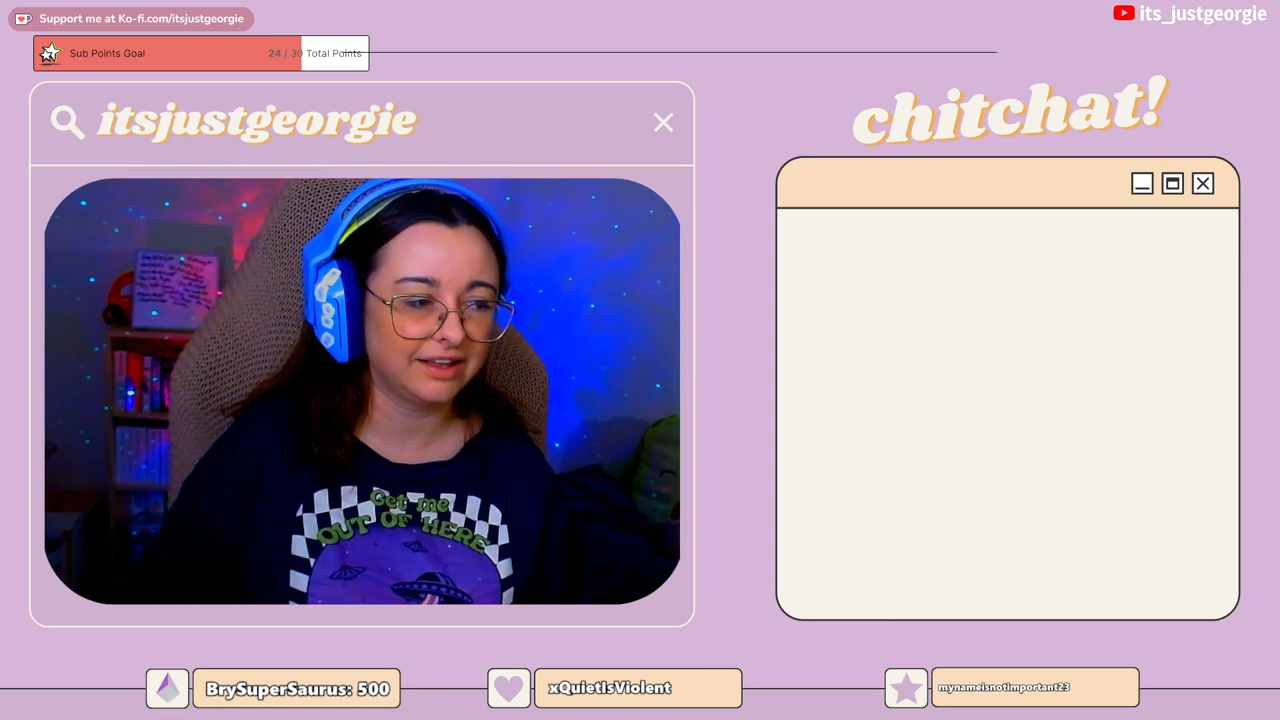 Support me at Ko-fi.com/itsjustgeorgie
its_justgeorgie
Sub Points Goal 24 / 30 Total Points
itsjustgeorgie
chitchat!
Get me
OUT OF HERE
BrySuperSaurus: 500
xQuietIsViolent
mynameisnotimportant23